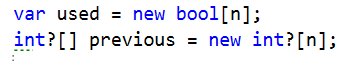 var used = new bool[n];
int?[] previous = new int?[n];